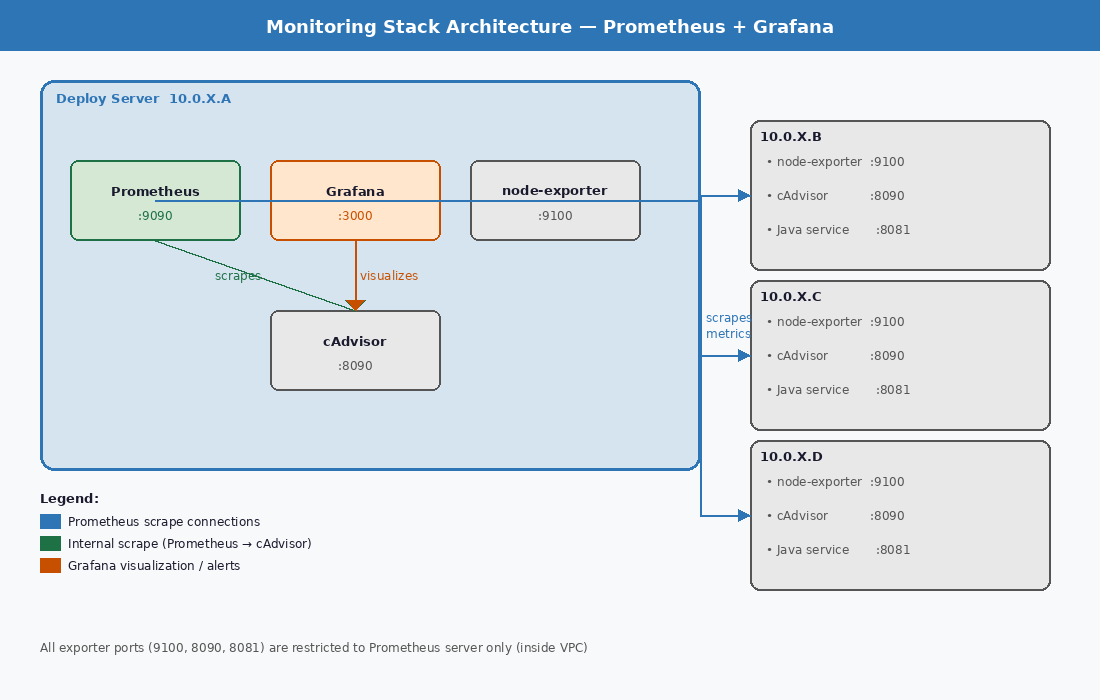 Monitoring Stack Architecture — Prometheus + Grafana
Deploy Server 10.0.X.A
Prometheus
:9090
Grafana
:3000
node-exporter
:9100
scrapes
visualizes
cAdvisor
:8090
scrapes
metrics
10.0.X.B
• node-exporter :9100
• cAdvisor :8090
• Java service :8081
10.0.X.C
• node-exporter :9100
• cAdvisor :8090
• Java service :8081
10.0.X.D
• node-exporter :9100
• cAdvisor :8090
• Java service :8081
Legend:
Prometheus scrape connections
Internal scrape (Prometheus → cAdvisor)
Grafana visualization / alerts
All exporter ports (9100, 8090, 8081) are restricted to Prometheus server only (inside VPC)